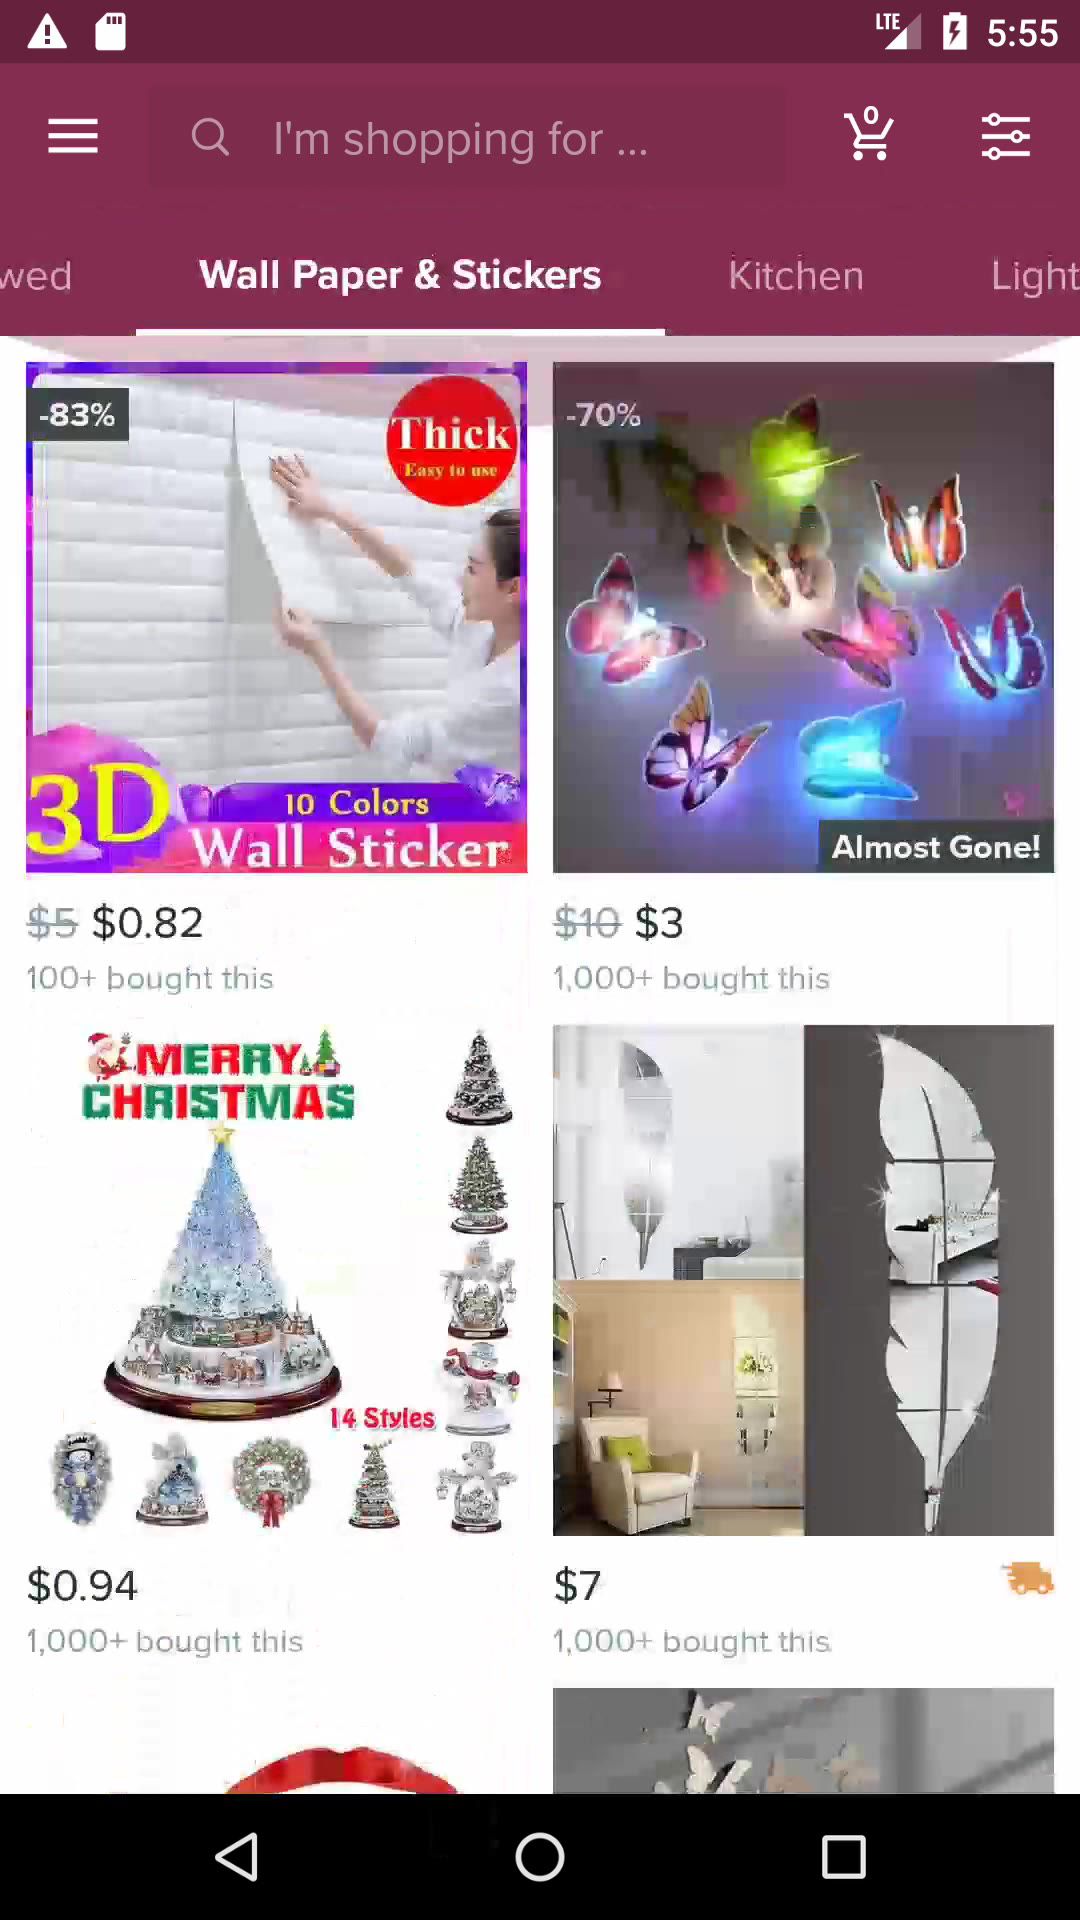 LTE 5:55
I'm shopping for ...
0
wed
Wall Paper & Stickers
Kitchen
Light
-83%
Thick
Easy to use
3D
10 Colors
Wall Sticker
-70%
Almost Gone!
$5 $0.82
100+ bought this
$10 $3
1,000+ bought this
MERRY
CHRISTMAS
14 Styles
$0.94
1,000+ bought this
$7
1,000+ bought this